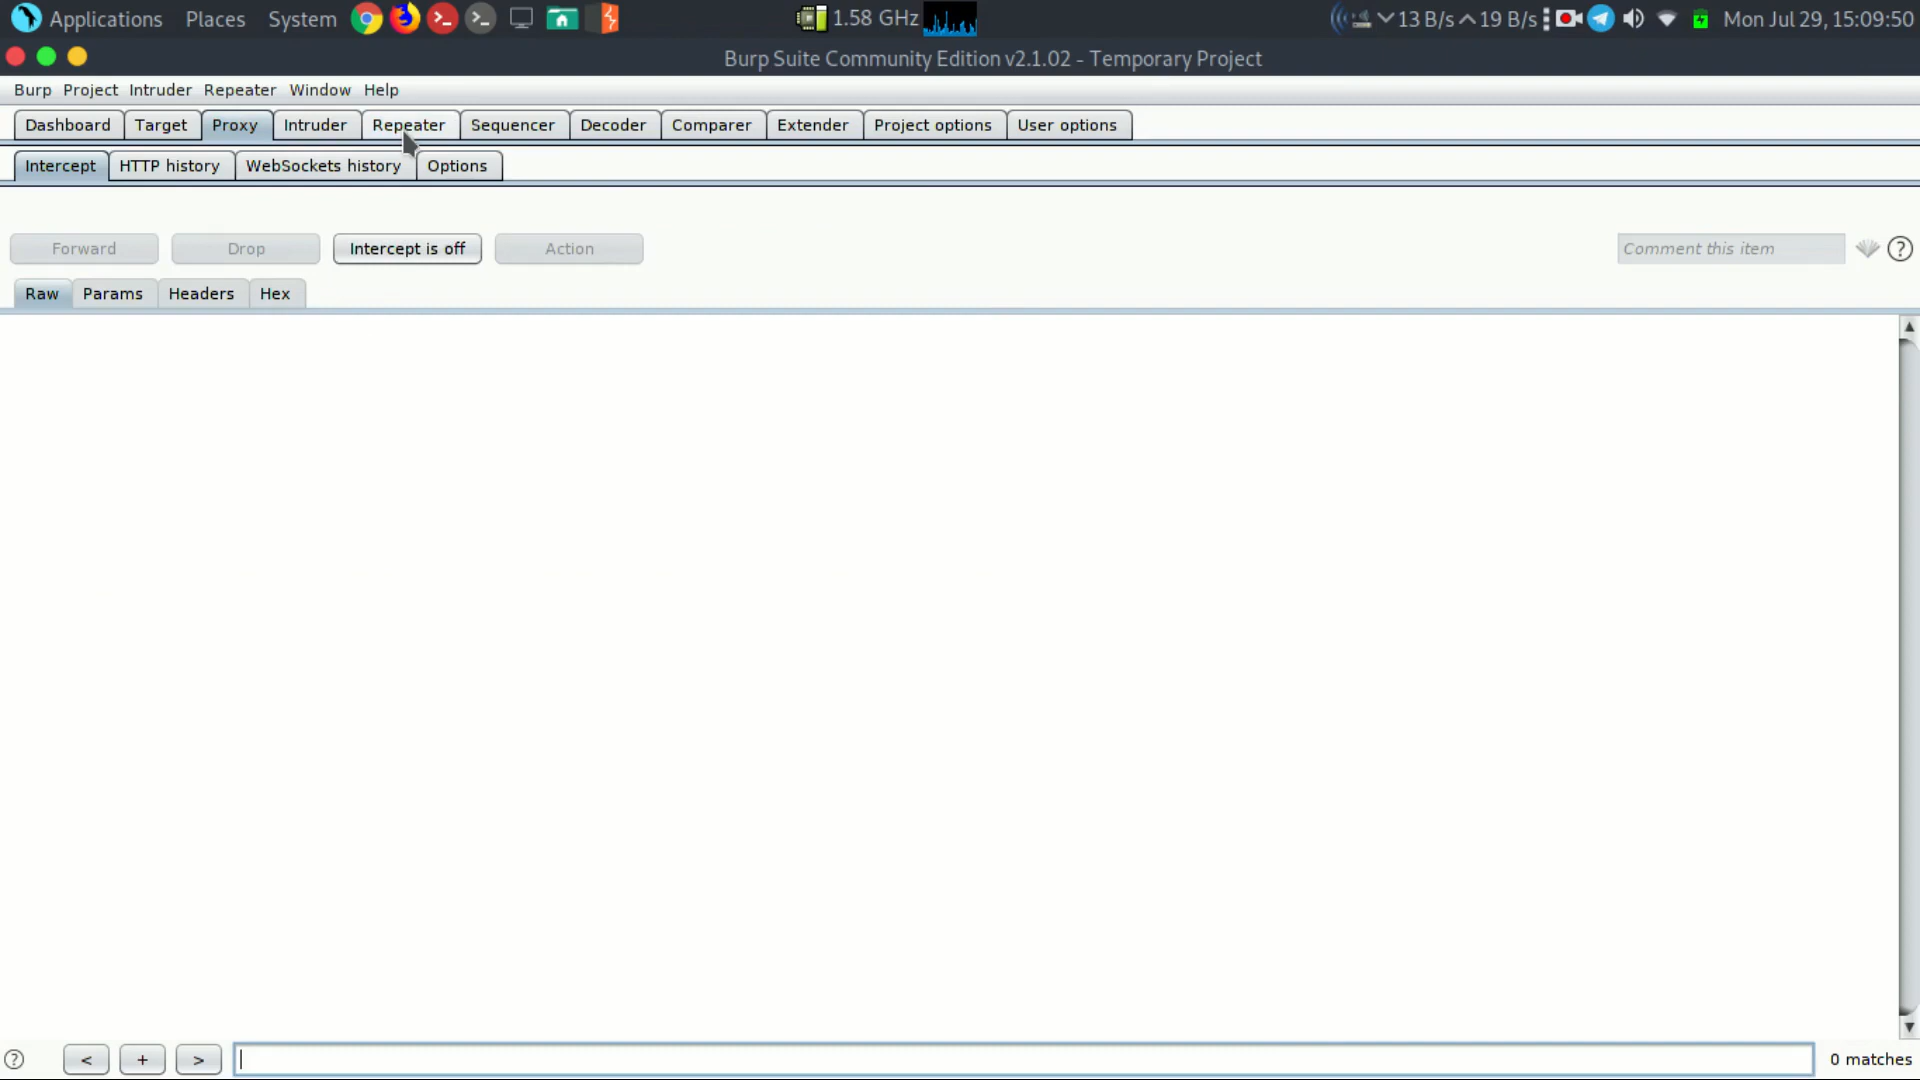 Applications Places System 1.58 GHz 13 B/s 19 B/s Mon Jul 29, 15:09:50
Burp Suite Community Edition v2.1.02 - Temporary Project
Burp Project Intruder Repeater Window Help
Dashboard Target Proxy Intruder Repeater Sequencer Decoder Comparer Extender Project options User options
Intercept HTTP history WebSockets history Options
Forward Drop Intercept is off Action Comment this item ?
Raw Params Headers Hex
? < + > 0 matches